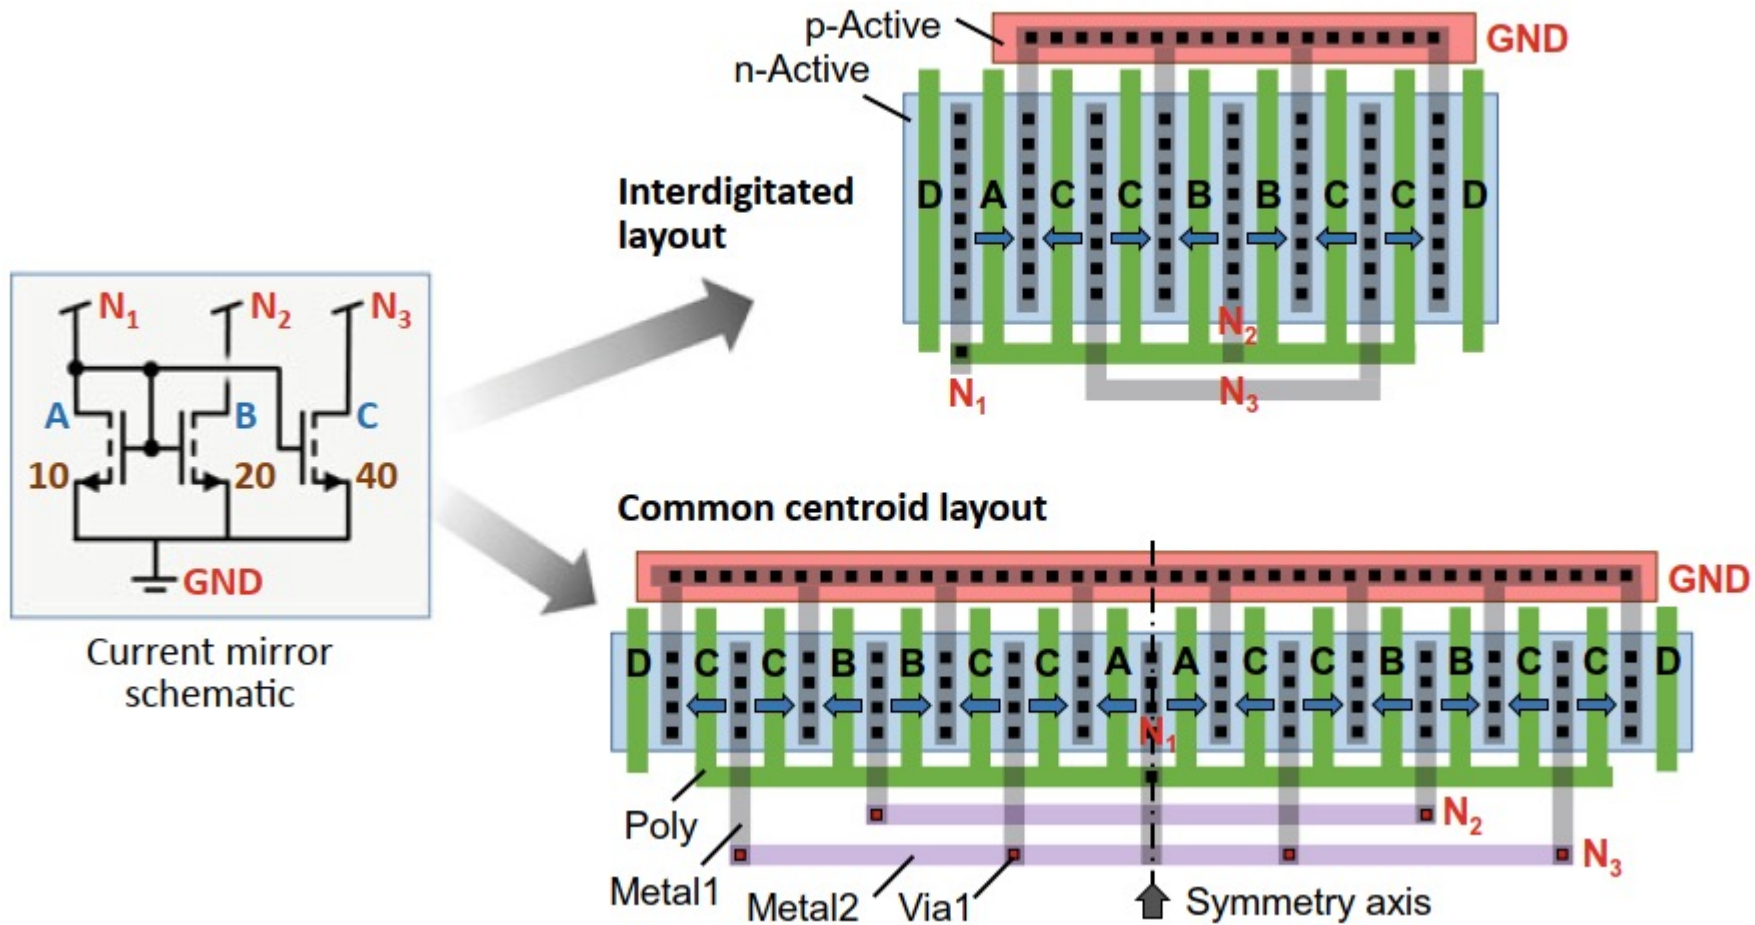 p-Active
GND
n-Active
Interdigitated
layout
D A C C B B C C D
N₂
N₁
N₃
N₁ N₂ N₃
A B C
10 20 40
GND
Current mirror
schematic
Common centroid layout
GND
D C C B B C C A A C C B B C C D
N₁
Poly
N₂
Metal1
N₃
Metal2
Via1
Symmetry axis